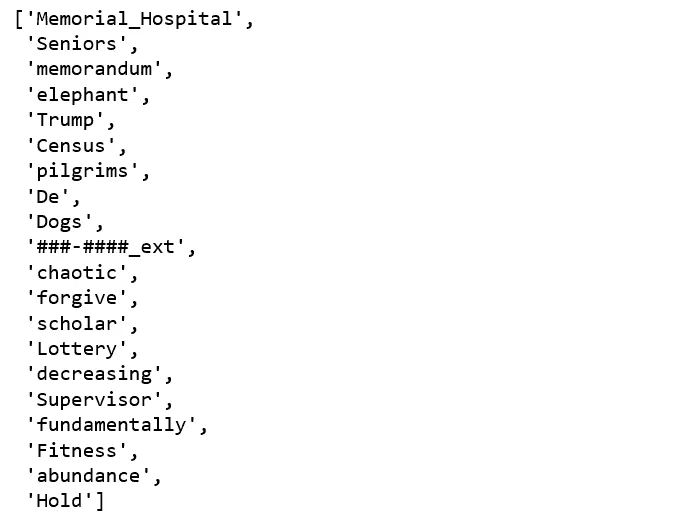 ['Memorial_Hospital',
 'Seniors',
 'memorandum',
 'elephant',
 'Trump',
 'Census',
 'pilgrims',
 'De',
 'Dogs',
 '###-####_ext',
 'chaotic',
 'forgive',
 'scholar',
 'Lottery',
 'decreasing',
 'Supervisor',
 'fundamentally',
 'Fitness',
 'abundance',
 'Hold']